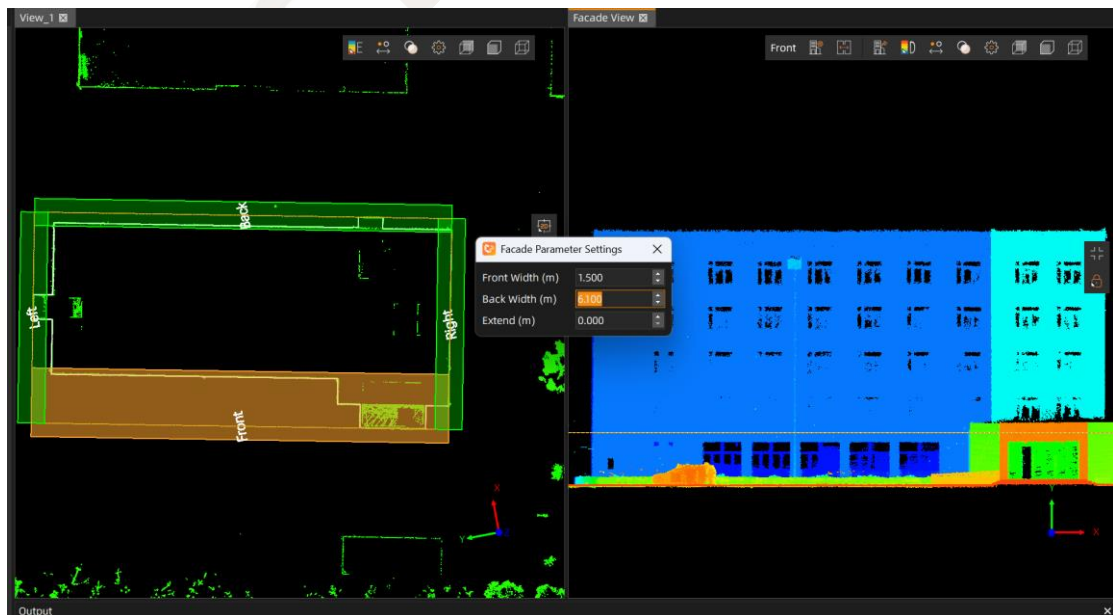 View_1
Facade View
E
Front
D
Back
Left
Right
Front
2D
Facade Parameter Settings
Front Width (m) 1.500
Back Width (m) 6.100
Extend (m) 0.000
X
Y
Z
Y
X
Output